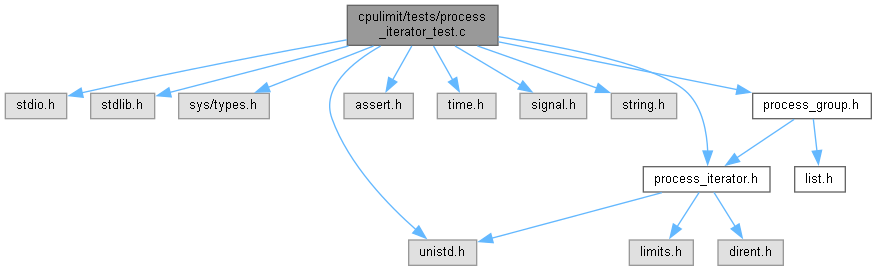 cpulimit/tests/process
_iterator_test.c
stdio.h
stdlib.h
sys/types.h
assert.h
time.h
signal.h
string.h
process_group.h
process_iterator.h
list.h
unistd.h
limits.h
dirent.h